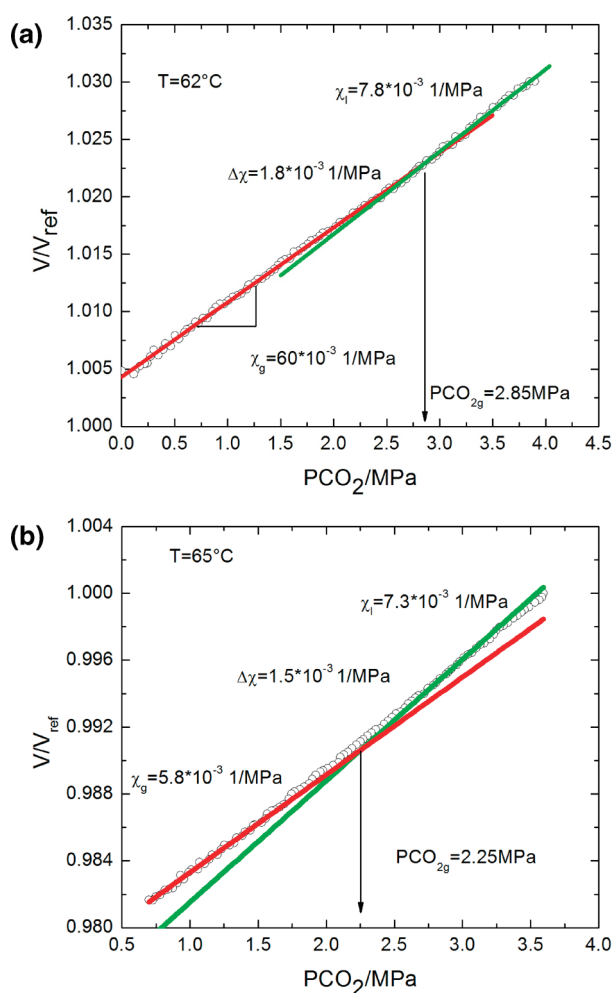 (a)
1.035
1.030
1.025
1.020
1.015
1.010
1.005
1.000
V/V_ref
T=62°C
χ_l=7.8*10^-3 1/MPa
Δχ=1.8*10^-3 1/MPa
χ_g=60*10^-3 1/MPa
PCO_2g=2.85MPa
0.0 0.5 1.0 1.5 2.0 2.5 3.0 3.5 4.0 4.5
PCO_2/MPa
(b)
1.004
1.000
0.996
0.992
0.988
0.984
0.980
V/V_ref
T=65°C
χ_l=7.3*10^-3 1/MPa
Δχ=1.5*10^-3 1/MPa
χ_g=5.8*10^-3 1/MPa
PCO_2g=2.25MPa
0.5 1.0 1.5 2.0 2.5 3.0 3.5 4.0
PCO_2/MPa